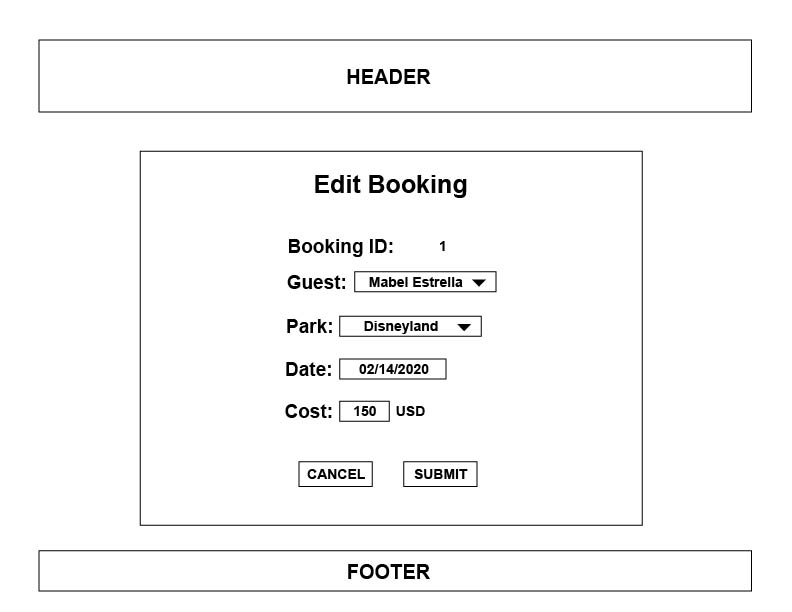 HEADER
Edit Booking
Booking ID: 1
Guest: Mabel Estrella
Park: Disneyland
Date: 02/14/2020
Cost: 150 USD
CANCEL SUBMIT
FOOTER